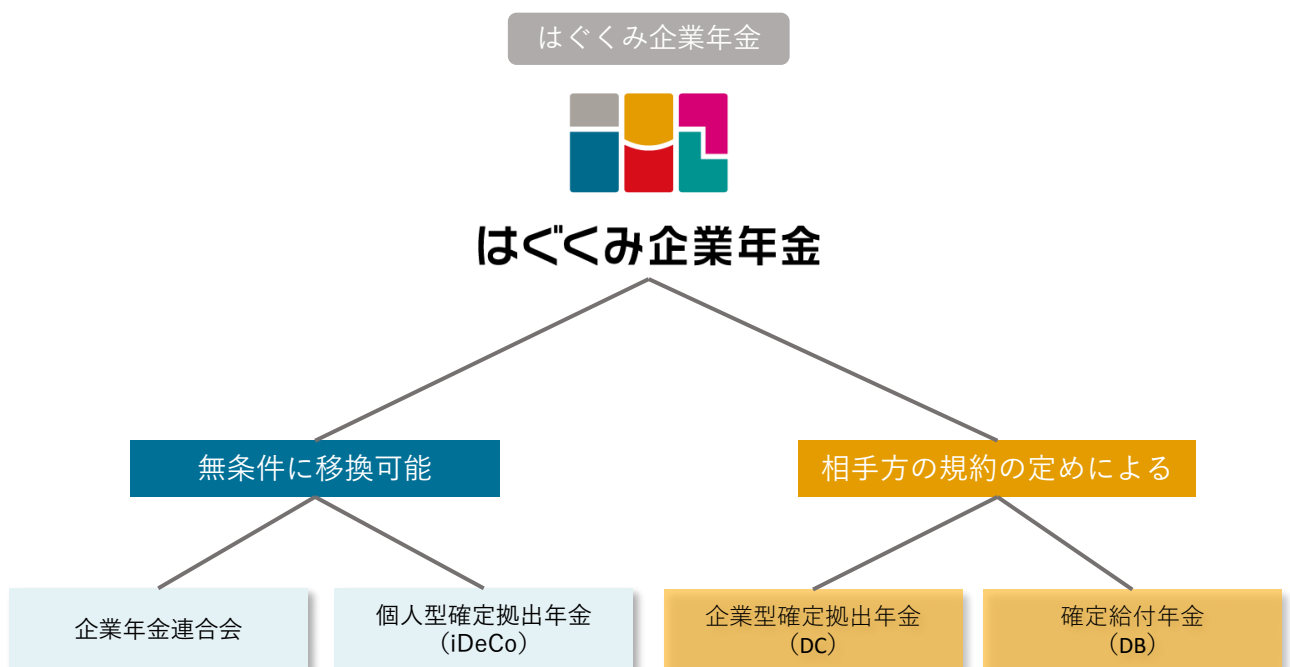 はぐくみ企業年金
はぐくみ企業年金
無条件に移換可能
相手方の規約の定めによる
企業年金連合会
個人型確定拠出年金
（iDeCo）
企業型確定拠出年金
（DC）
確定給付年金
（DB）